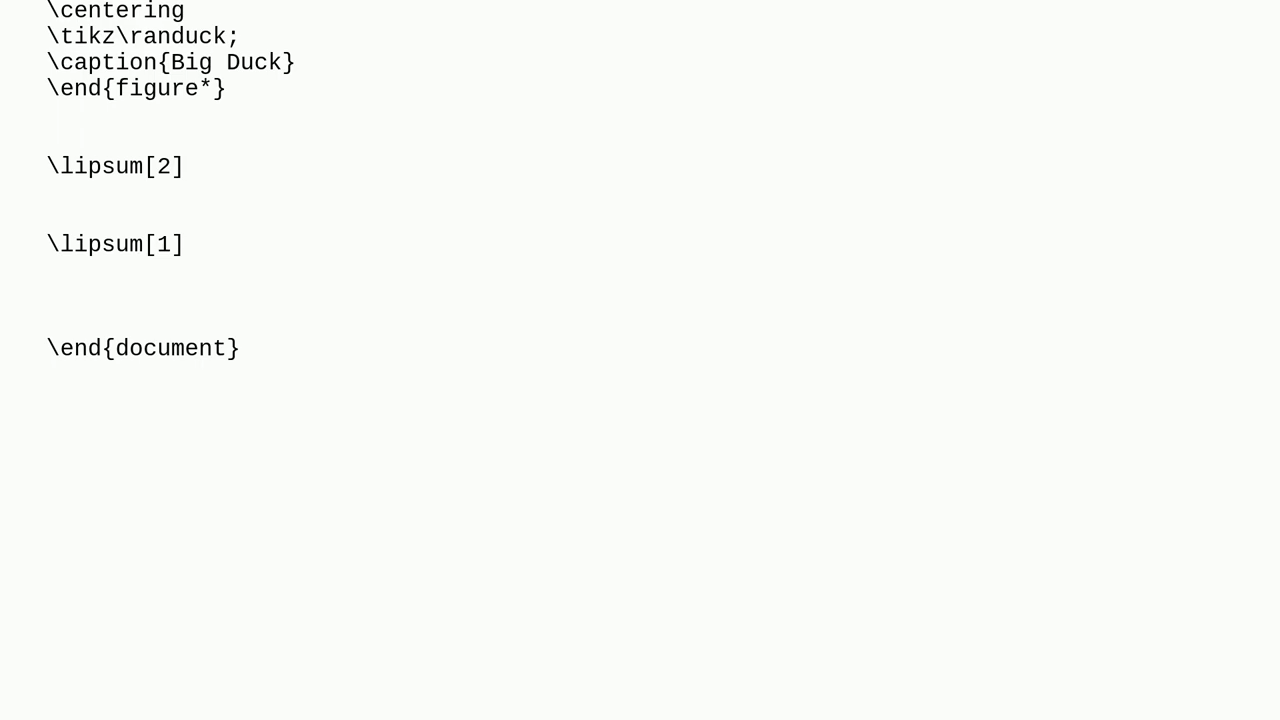 \centering
\tikz\randuck;
\caption{Big Duck}
\end{figure*}
\lipsum[2]
\lipsum[1]
\end{document}